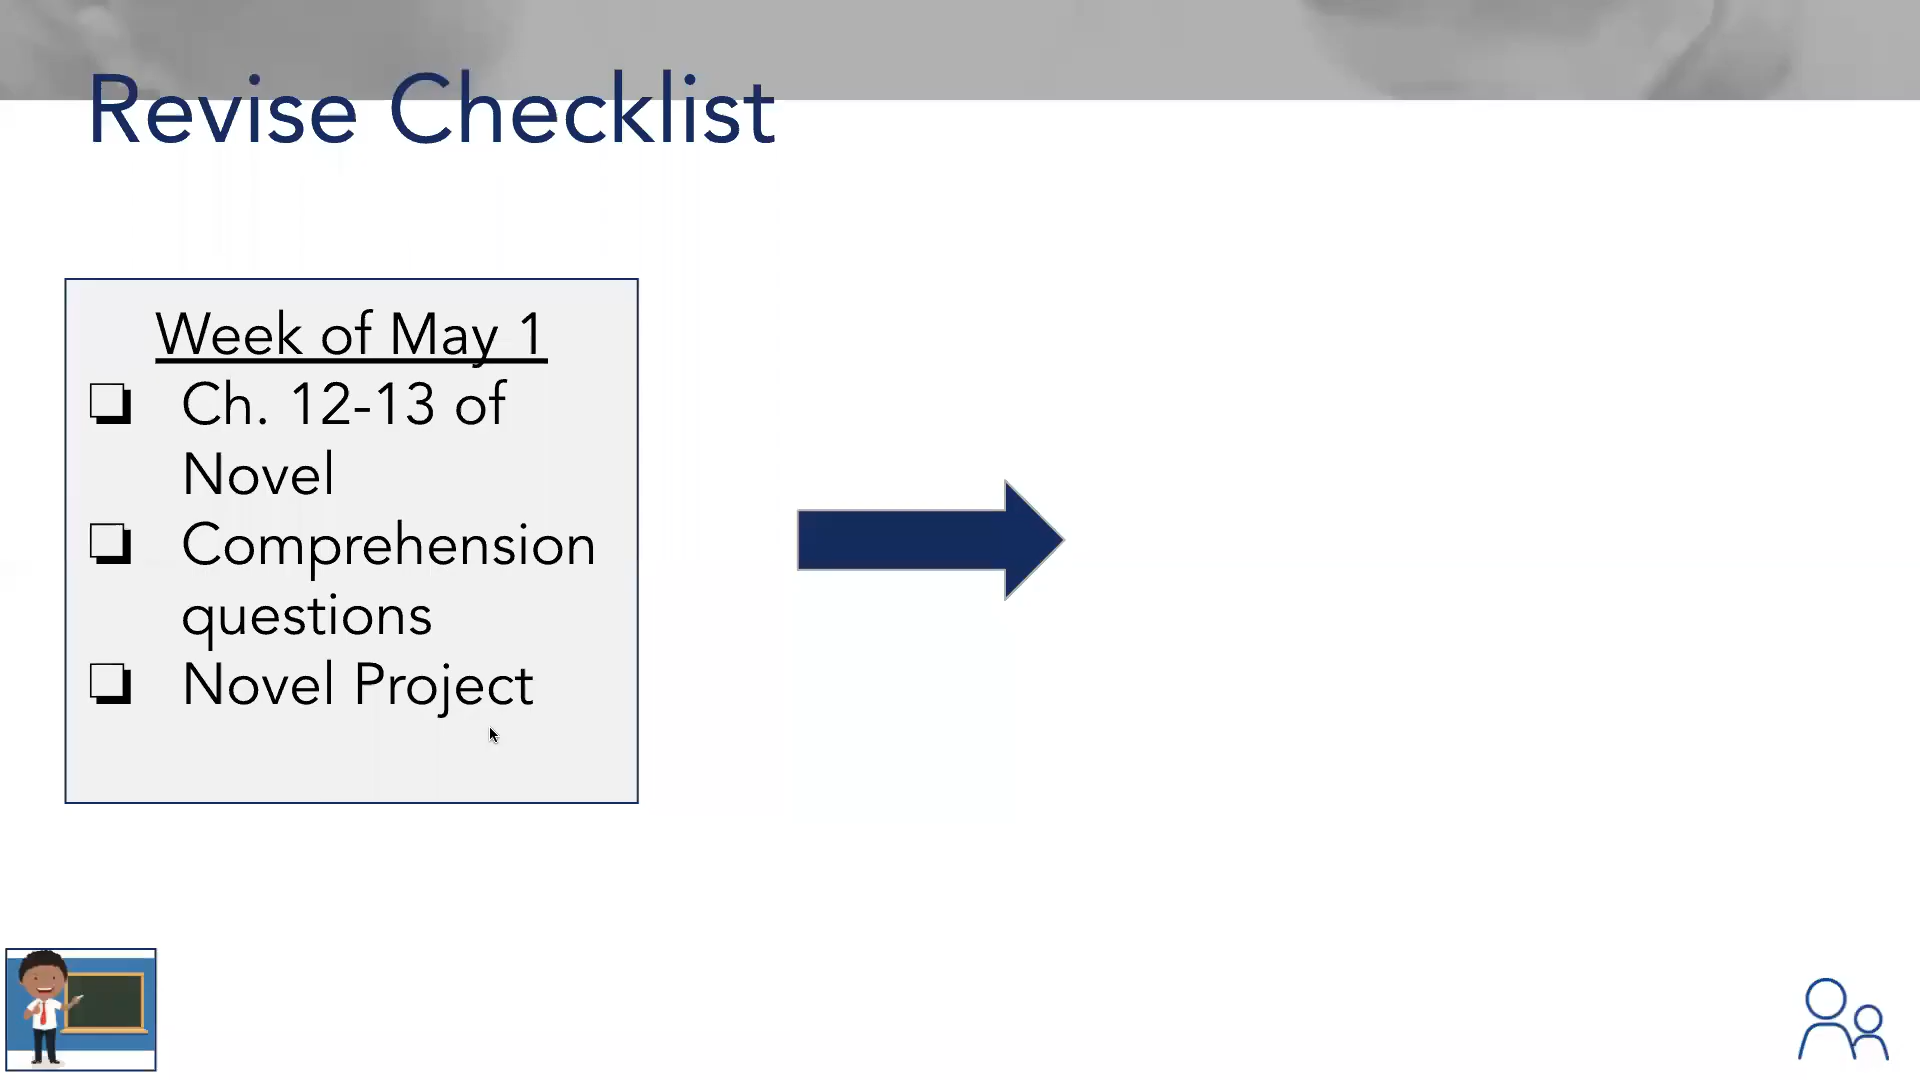 Revise Checklist
Week of May 1
❏ Ch. 12-13 of
Novel
❏ Comprehension
questions
❏ Novel Project